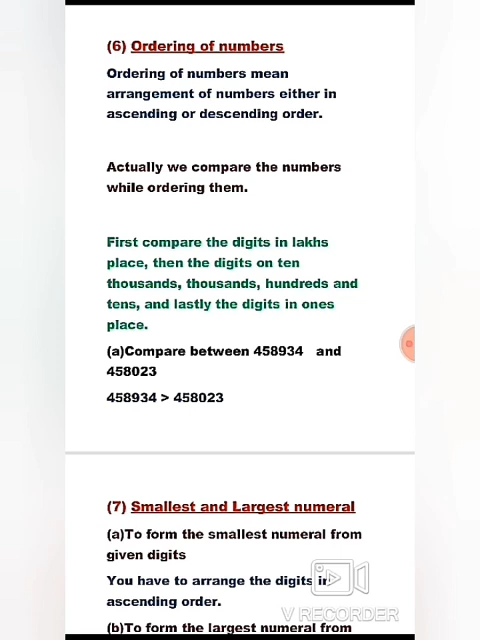 (6) Ordering of numbers
Ordering of numbers mean
arrangement of numbers either in
ascending or descending order.
Actually we compare the numbers
while ordering them.
First compare the digits in lakhs
place, then the digits on ten
thousands, thousands, hundreds and
tens, and lastly the digits in ones
place.
(a)Compare between 458934 and
458023
458934 > 458023
(7) Smallest and Largest numeral
(a)To form the smallest numeral from
given digits
You have to arrange the digits in
ascending order.
(b)To form the largest numeral from
V RECORDER